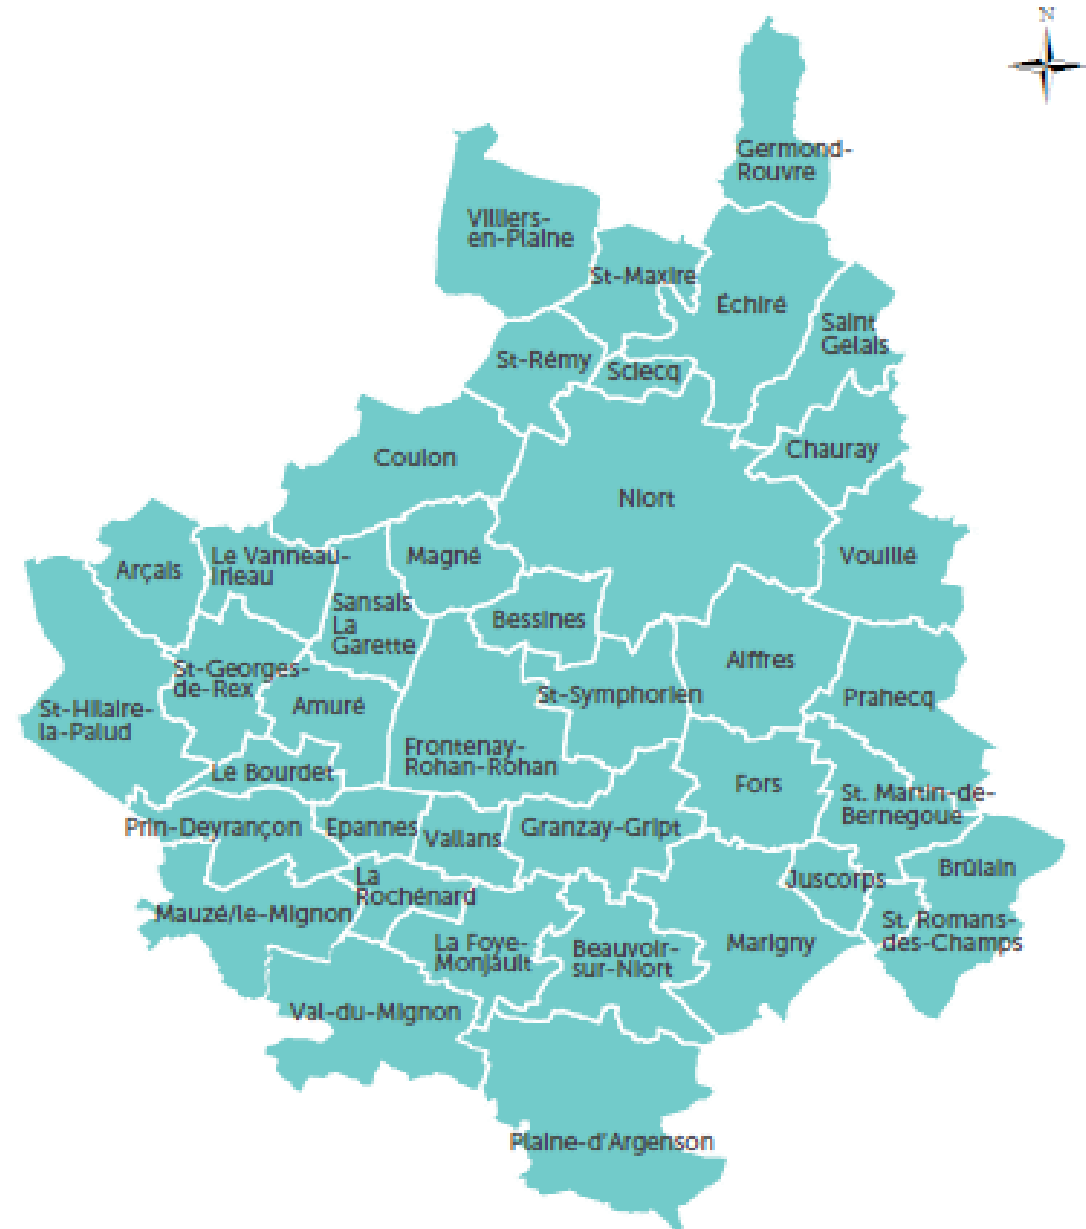 N
Germond-
Rouvre
Villiers-
en-Plaine
St-Maxire
Échiré
Saint
Gelais
St-Rémy
Sciecq
Chauray
Coulon
Niort
Vouillé
Arçais
Le Vanneau-
Irleau
Magné
Sansais
La
Garette
Bessines
Aiffres
St-Georges-
de-Rex
St-Symphorien
Prahecq
St-Hilaire-
la-Palud
Amuré
Frontenay-
Rohan-Rohan
Le Bourdet
Fors
St. Martin-de-
Bernegoue
Prin-Deyrançon
Epannes
Vallans
Granzay-Gript
La
Rochénard
Juscorps
Brûlain
Mauzé/le-Mignon
La Foye-
Monjault
Beauvoir-
sur-Niort
Marigny
St. Romans-
des-Champs
Val-du-Mignon
Plaine-d'Argenson